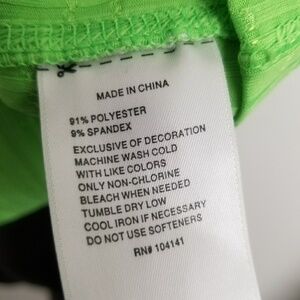 MADE IN CHINA
91% POLYESTER
9% SPANDEX
EXCLUSIVE OF DECORATION
MACHINE WASH COLD
WITH LIKE COLORS
ONLY NON-CHLORINE
BLEACH WHEN NEEDED
TUMBLE DRY LOW
COOL IRON IF NECESSARY
DO NOT USE SOFTENERS
RN# 104141